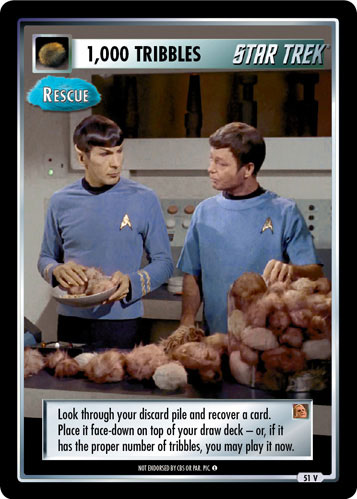 1,000 TRIBBLES
STAR TREK
RESCUE
Look through your discard pile and recover a card.
Place it face-down on top of your draw deck – or, if it
has the proper number of tribbles, you may play it now.
NOT ENDORSED BY CBS OR PAR. PIC
51 V